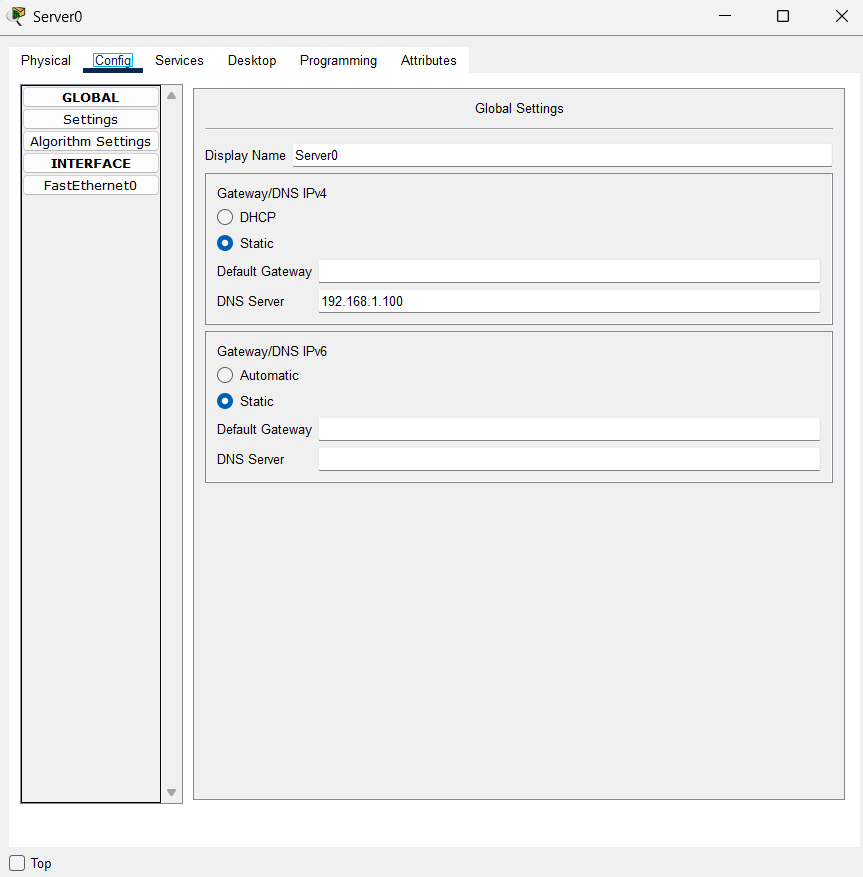 Server0
Physical Config Services Desktop Programming Attributes
GLOBAL
Settings
Algorithm Settings
INTERFACE
FastEthernet0
Global Settings
Display Name Server0
Gateway/DNS IPv4
DHCP
Static
Default Gateway
DNS Server 192.168.1.100
Gateway/DNS IPv6
Automatic
Static
Default Gateway
DNS Server
Top